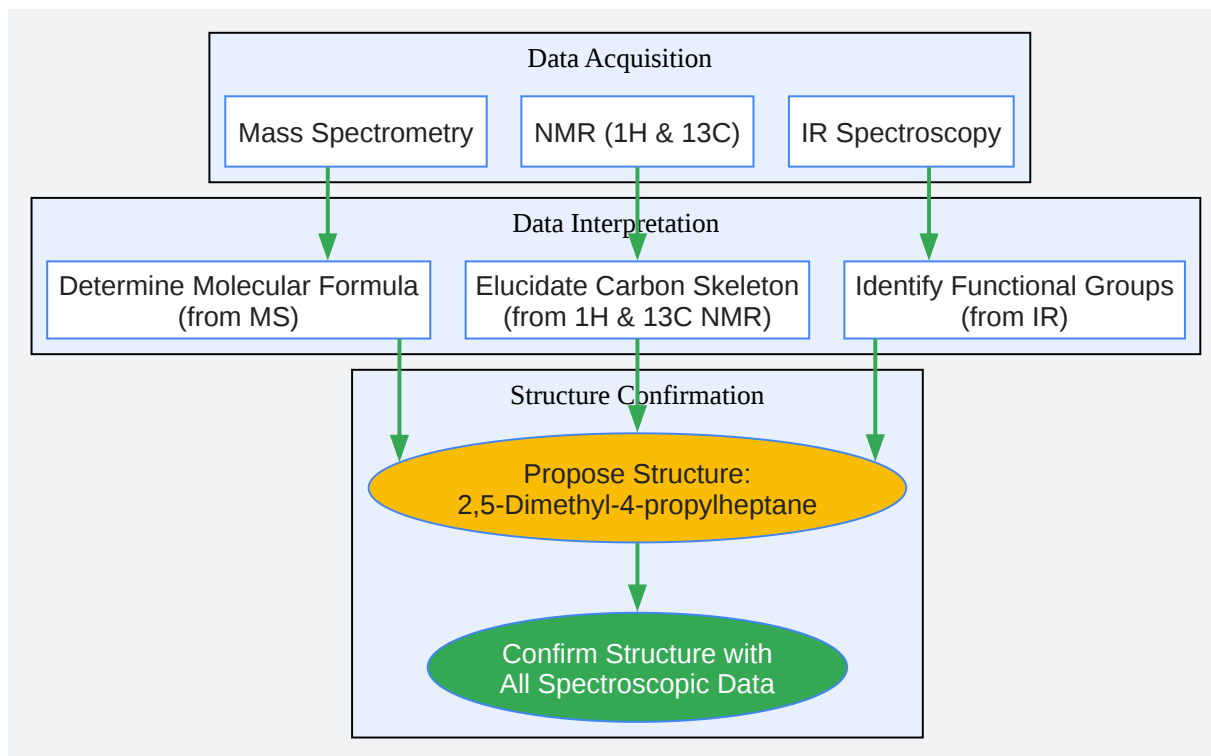 Data Acquisition
Mass Spectrometry
NMR (1H & 13C)
IR Spectroscopy
Data Interpretation
Determine Molecular Formula
(from MS)
Elucidate Carbon Skeleton
(from 1H & 13C NMR)
Identify Functional Groups
(from IR)
Structure Confirmation
Propose Structure:
2,5-Dimethyl-4-propylheptane
Confirm Structure with
All Spectroscopic Data